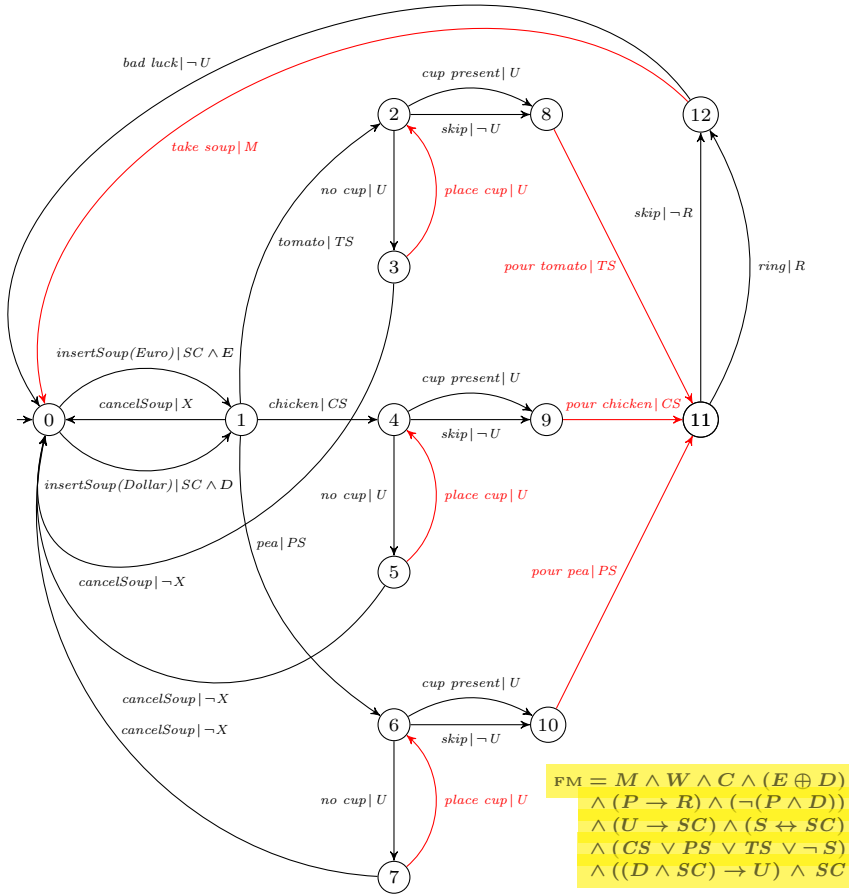 bad luck| ¬ U
cup present| U
2
8
12
skip| ¬ U
take soup| M
no cup| U
place cup| U
skip| ¬ R
tomato| TS
3
pour tomato| TS
ring| R
insertSoup(Euro)| SC ∧ E
cup present| U
cancelSoup| X
chicken| CS
pour chicken| CS
0
1
4
9
11
skip| ¬ U
insertSoup(Dollar)| SC ∧ D
no cup| U
place cup| U
pea| PS
5
cancelSoup| ¬ X
pour pea| PS
cup present| U
cancelSoup| ¬ X
6
10
cancelSoup| ¬ X
skip| ¬ U
no cup| U
place cup| U
7
FM = M ∧ W ∧ C ∧ (E ⊕ D)
∧ (P → R) ∧ (¬(P ∧ D))
∧ (U → SC) ∧ (S ↔ SC)
∧ (CS ∨ PS ∨ TS ∨ ¬ S)
∧ ((D ∧ SC) → U) ∧ SC